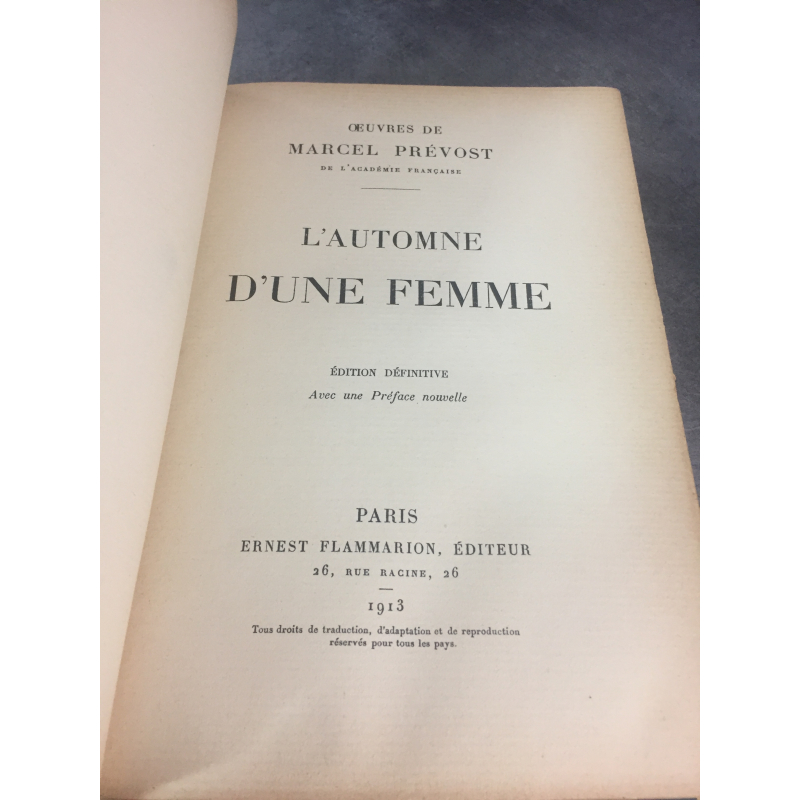 ŒUVRES DE
MARCEL PRÉVOST
DE L'ACADÉMIE FRANÇAISE
L'AUTOMNE
D'UNE FEMME
ÉDITION DÉFINITIVE
Avec une Préface nouvelle
PARIS
ERNEST FLAMMARION, ÉDITEUR
26, RUE RACINE, 26
1913
Tous droits de traduction, d'adaptation et de reproduction
réservés pour tous les pays.